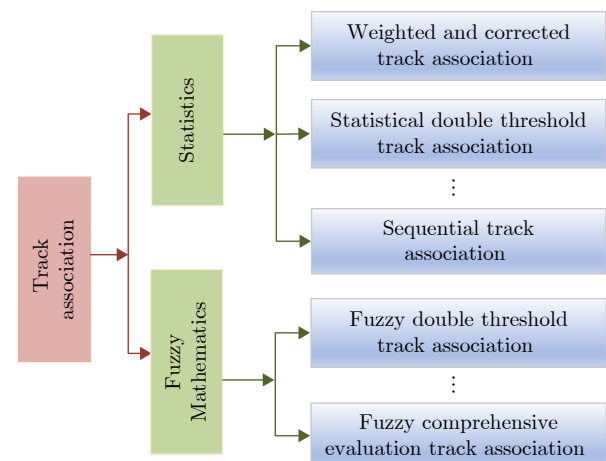 Track
association
Statistics
Weighted and corrected
track association
Statistical double threshold
track association
⋮
Sequential track
association
Fuzzy
Mathematics
Fuzzy double threshold
track association
⋮
Fuzzy comprehensive
evaluation track association